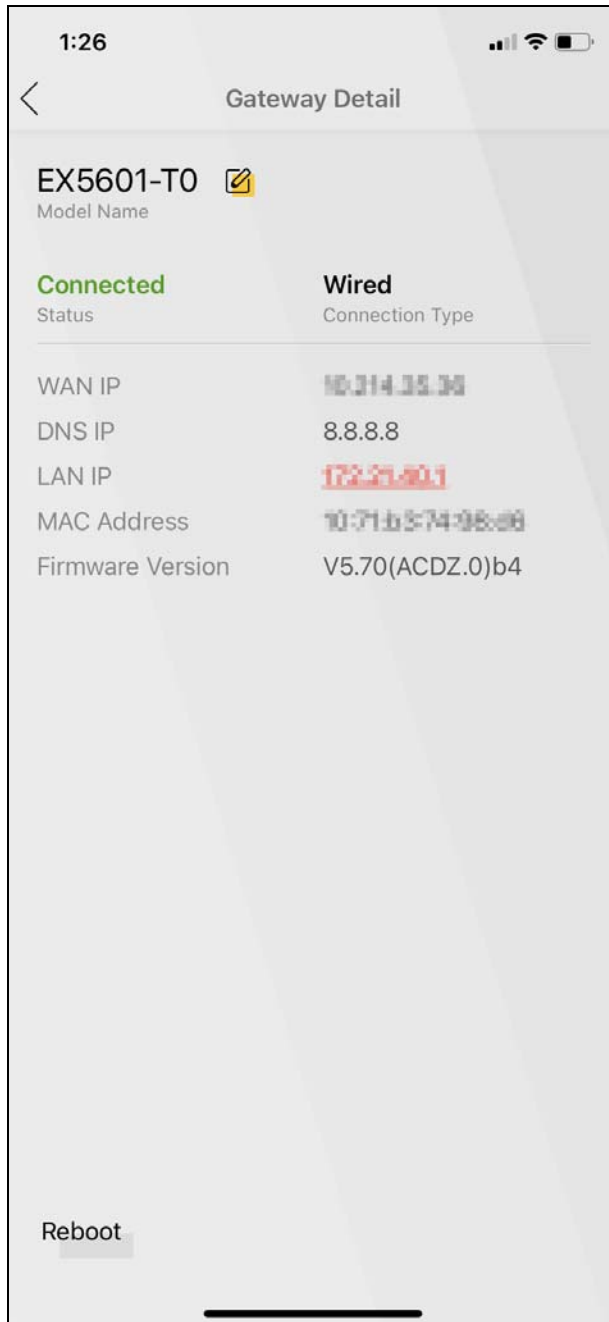 1:26
Gateway Detail
EX5601-T0
Model Name
Connected Wired
Status Connection Type
WAN IP
DNS IP 8.8.8.8
LAN IP
MAC Address
Firmware Version V5.70(ACDZ.0)b4
Reboot